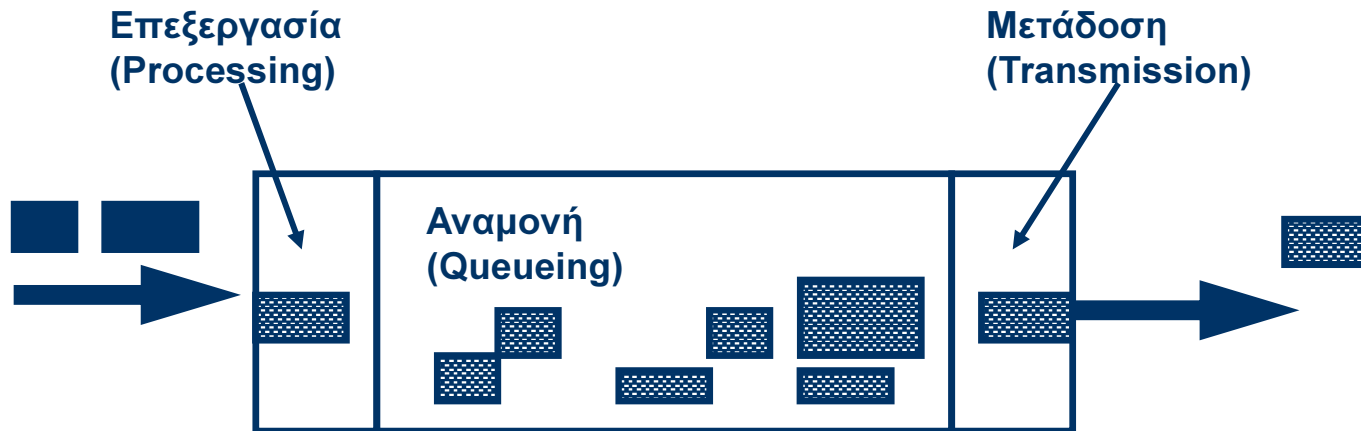 Επεξεργασία
(Processing)
Μετάδοση
(Transmission)
Αναμονή
(Queueing)